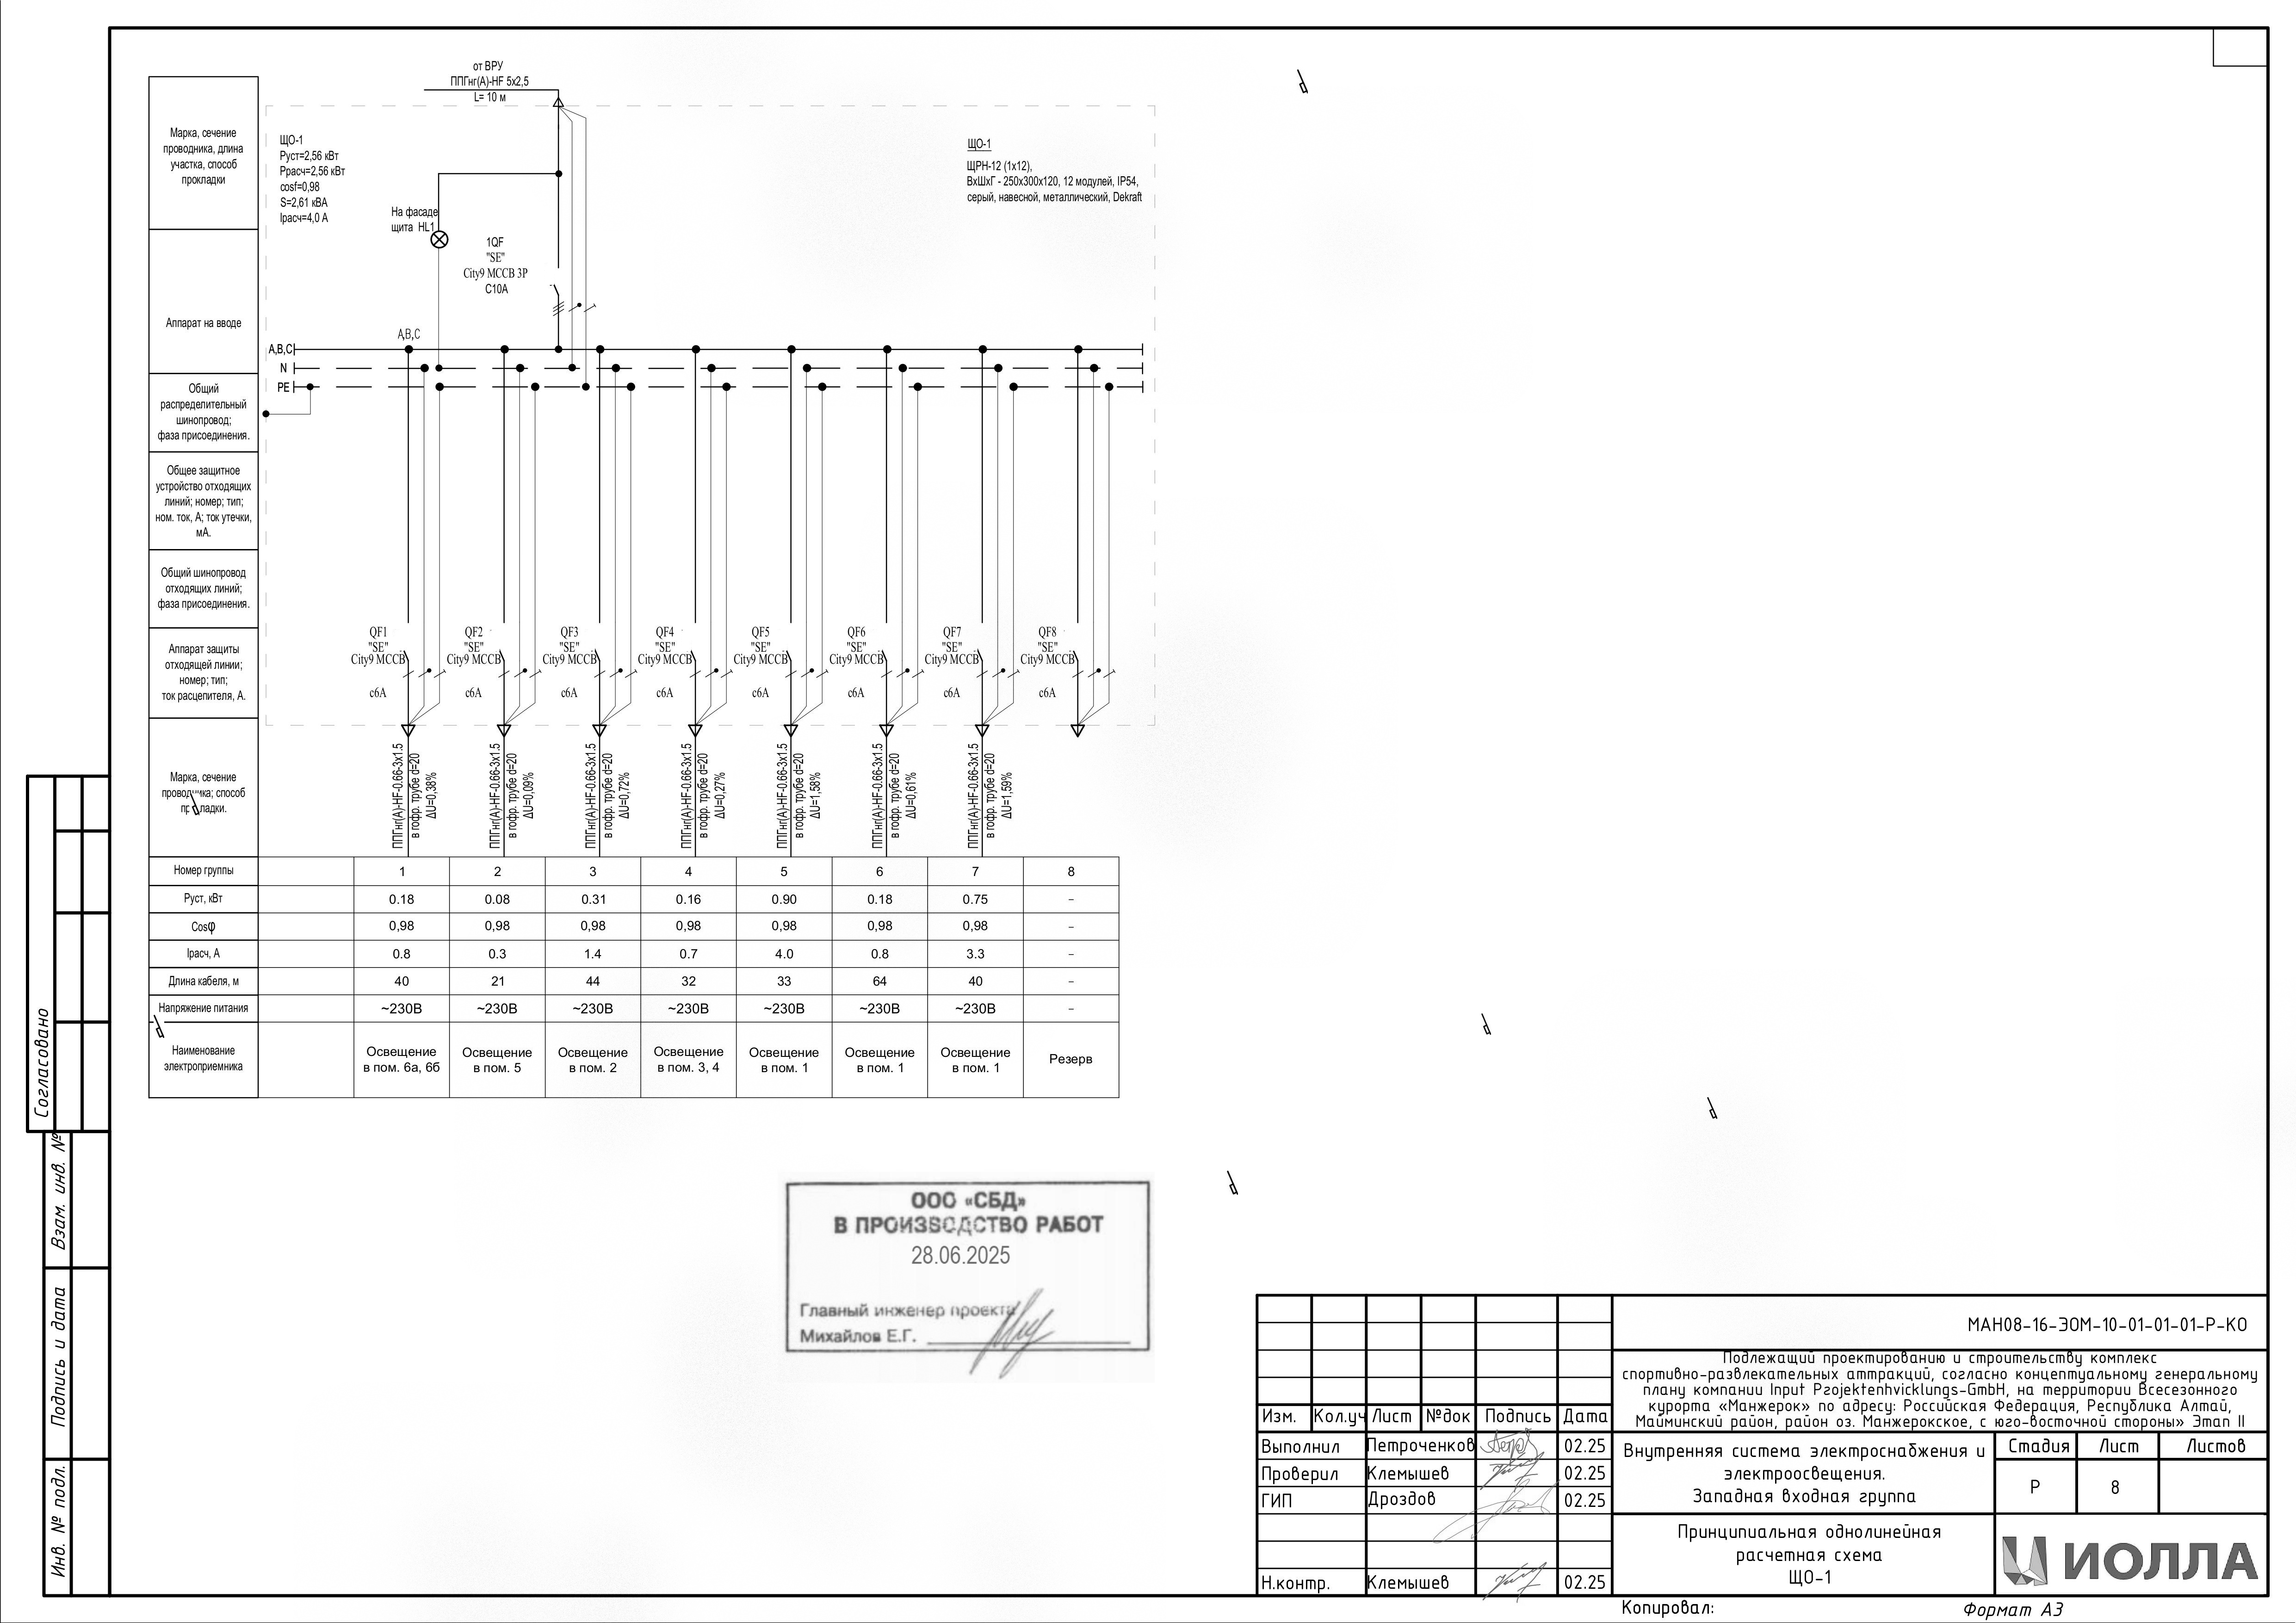 от ВРУ
ППГнг(А)-HF 5х2,5
L= 10 м
Марка, сечение
проводника, длина
участка, способ
прокладки
ЩО-1
Руст=2,56 кВт
Ррасч=2,56 кВт
cosf=0,98
S=2,61 кВА
Iрасч=4,0 А
ЩО-1
ЩРН-12 (1х12),
ВхШхГ - 250х300х120, 12 модулей, IP54,
серый, навесной, металлический, Dekraft
На фасаде
щита HL1
1QF
"SE"
City9 MCCB 3P
C10A
Аппарат на вводе
A,B,C
A,B,C
N
PE
Общий
распределительный
шинопровод;
фаза присоединения.
Общее защитное
устройство отходящих
линий; номер; тип;
ном. ток, А; ток утечки,
мА.
Общий шинопровод
отходящих линий;
фаза присоединения.
Аппарат защиты
отходящей линии;
номер; тип;
ток расцепителя, А.
QF1 QF2 QF3 QF4 QF5 QF6 QF7 QF8
"SE" "SE" "SE" "SE" "SE" "SE" "SE" "SE"
City9 MCCB City9 MCCB City9 MCCB City9 MCCB City9 MCCB City9 MCCB City9 MCCB City9 MCCB
c6A c6A c6A c6A c6A c6A c6A c6A
Марка, сечение
проводника; способ
прокладки.
ППГнг(А)-HF-0.66-3х1.5
в гофр. трубе d=20
ΔU=0,38%
ППГнг(А)-HF-0.66-3х1.5
в гофр. трубе d=20
ΔU=0,09%
ППГнг(А)-HF-0.66-3х1.5
в гофр. трубе d=20
ΔU=0,72%
ППГнг(А)-HF-0.66-3х1.5
в гофр. трубе d=20
ΔU=0,27%
ППГнг(А)-HF-0.66-3х1.5
в гофр. трубе d=20
ΔU=1,58%
ППГнг(А)-HF-0.66-3х1.5
в гофр. трубе d=20
ΔU=0,61%
ППГнг(А)-HF-0.66-3х1.5
в гофр. трубе d=20
ΔU=1,59%
Номер группы 1 2 3 4 5 6 7 8
Руст, кВт 0.18 0.08 0.31 0.16 0.90 0.18 0.75 –
Cosφ 0,98 0,98 0,98 0,98 0,98 0,98 0,98 –
Iрасч, А 0.8 0.3 1.4 0.7 4.0 0.8 3.3 –
Длина кабеля, м 40 21 44 32 33 64 40 –
Напряжение питания ~230В ~230В ~230В ~230В ~230В ~230В ~230В –
Наименование
электроприемника
Освещение
в пом. 6а, 6б
Освещение
в пом. 5
Освещение
в пом. 2
Освещение
в пом. 3, 4
Освещение
в пом. 1
Освещение
в пом. 1
Освещение
в пом. 1
Резерв
ООО «СБД»
В ПРОИЗВОДСТВО РАБОТ
28.06.2025
Главный инженер проекта
Михайлов Е.Г.
Согласовано
Взам. инв. №
Подпись и дата
Инв. № подл.
МАН08-16-ЭОМ-10-01-01-01-Р-КО
Подлежащий проектированию и строительству комплекс
спортивно-развлекательных аттракций, согласно концептуальному генеральному
плану компании Input Projektenhvicklungs-GmbH, на территории Всесезонного
курорта «Манжерок» по адресу: Российская Федерация, Республика Алтай,
Майминский район, район оз. Манжерокское, с юго-восточной стороны» Этап II
Изм. Кол.уч Лист №док Подпись Дата
Выполнил Петроченков 02.25
Проверил Клемышев 02.25
ГИП Дроздов 02.25
Н.контр. Клемышев 02.25
Внутренняя система электроснабжения и
электроосвещения.
Западная входная группа
Стадия Лист Листов
Р 8
Принципиальная однолинейная
расчетная схема
ЩО-1
ИОЛЛА
Копировал:
Формат А3